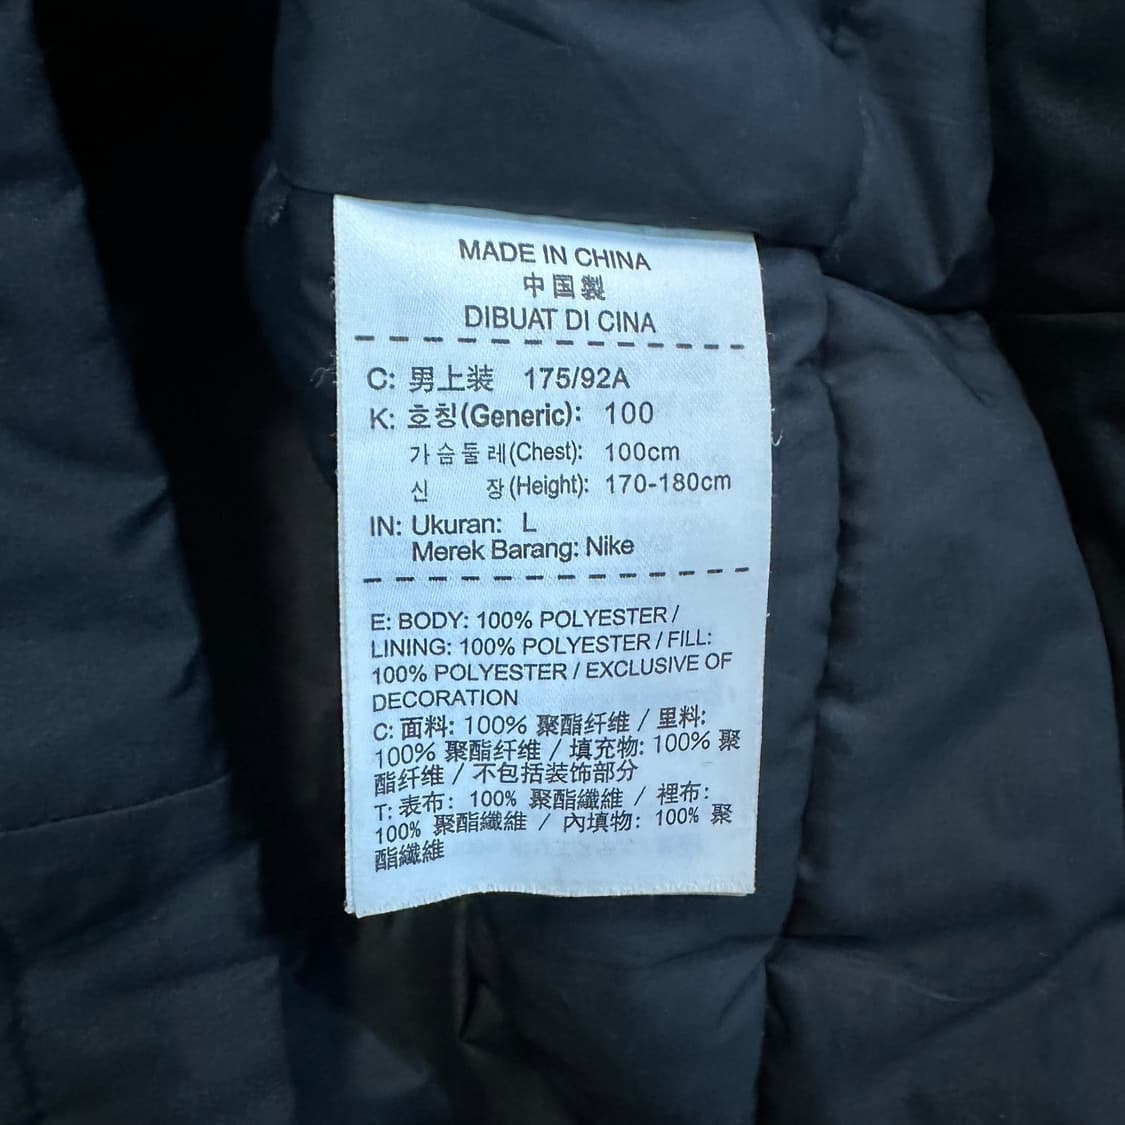 MADE IN CHINA
中国製
DIBUAT DI CINA
C: 男上装 175/92A
K: 호칭(Generic): 100
가슴둘레(Chest): 100cm
신 장(Height): 170-180cm
IN: Ukuran: L
Merek Barang: Nike
E: BODY: 100% POLYESTER /
LINING: 100% POLYESTER / FILL:
100% POLYESTER / EXCLUSIVE OF
DECORATION
C: 面料: 100% 聚酯纤维 / 里料:
100% 聚酯纤维 / 填充物: 100% 聚
酯纤维 / 不包括装饰部分
T: 表布: 100% 聚酯纖維 / 裡布:
100% 聚酯纖維 / 內填物: 100% 聚
酯纖維